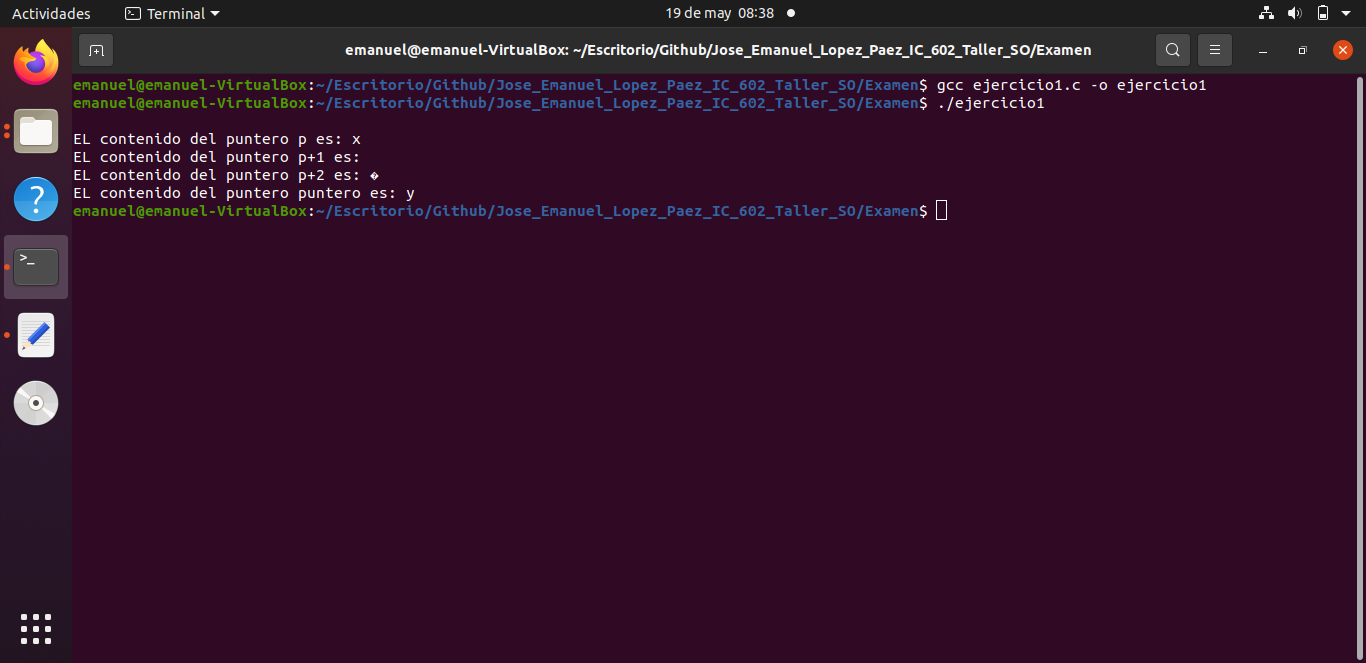 Actividades
Terminal
19 de may 08:38
emanuel@emanuel-VirtualBox: ~/Escritorio/Github/Jose_Emanuel_Lopez_Paez_IC_602_Taller_SO/Examen
emanuel@emanuel-VirtualBox:~/Escritorio/Github/Jose_Emanuel_Lopez_Paez_IC_602_Taller_SO/Examen$ gcc ejercicio1.c -o ejercicio1
emanuel@emanuel-VirtualBox:~/Escritorio/Github/Jose_Emanuel_Lopez_Paez_IC_602_Taller_SO/Examen$ ./ejercicio1
EL contenido del puntero p es: x
EL contenido del puntero p+1 es:
EL contenido del puntero p+2 es: �
EL contenido del puntero puntero es: y
emanuel@emanuel-VirtualBox:~/Escritorio/Github/Jose_Emanuel_Lopez_Paez_IC_602_Taller_SO/Examen$